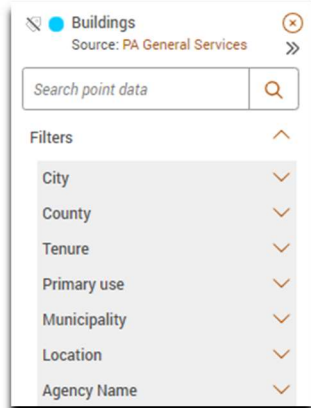 Buildings
Source: PA General Services
Search point data
Filters
City
County
Tenure
Primary use
Municipality
Location
Agency Name